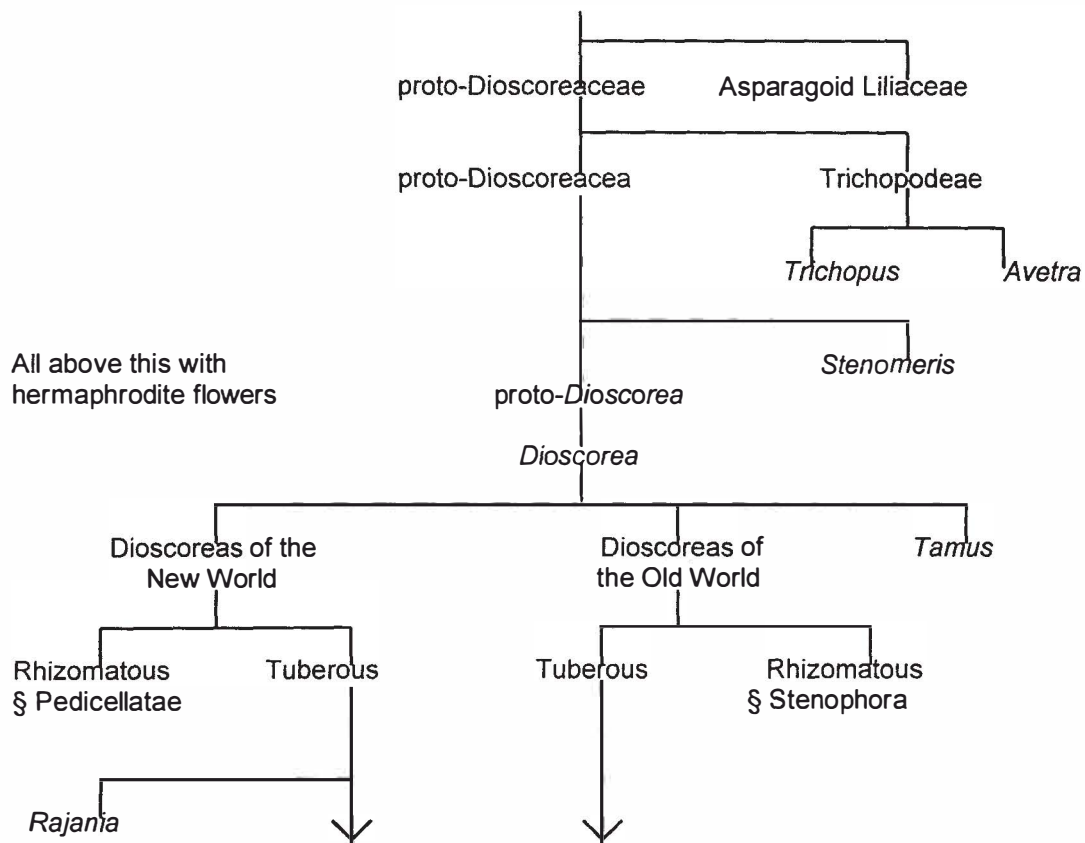 proto-Dioscoreaceae
Asparagoid Liliaceae
proto-Dioscoreacea
Trichopodeae
Trichopus
Avetra
Stenomeris
All above this with
hermaphrodite flowers
proto-Dioscorea
Dioscorea
Dioscoreas of the
New World
Dioscoreas of
the Old World
Tamus
Rhizomatous
§ Pedicellatae
Tuberous
Tuberous
Rhizomatous
§ Stenophora
Rajania